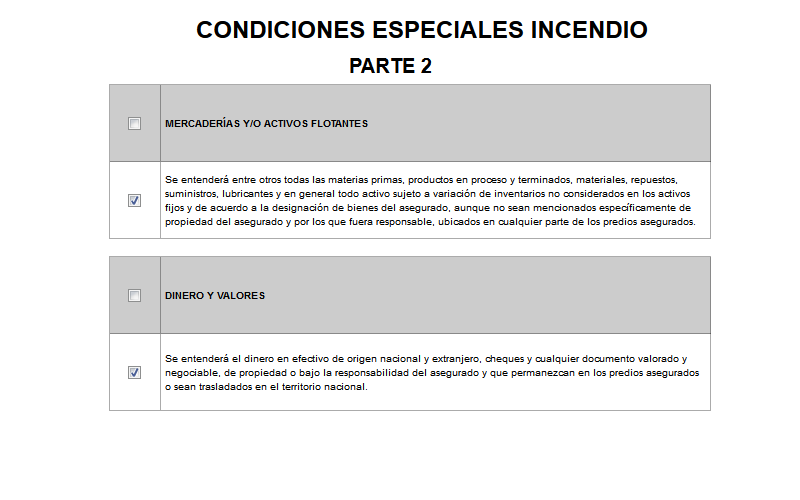 CONDICIONES ESPECIALES INCENDIO
PARTE 2
MERCADERÍAS Y/O ACTIVOS FLOTANTES
Se entenderá entre otros todas las materias primas, productos en proceso y terminados, materiales, repuestos,
suministros, lubricantes y en general todo activo sujeto a variación de inventarios no considerados en los activos
fijos y de acuerdo a la designación de bienes del asegurado, aunque no sean mencionados específicamente de
propiedad del asegurado y por los que fuera responsable, ubicados en cualquier parte de los predios asegurados.
DINERO Y VALORES
Se entenderá el dinero en efectivo de origen nacional y extranjero, cheques y cualquier documento valorado y
negociable, de propiedad o bajo la responsabilidad del asegurado y que permanezcan en los predios asegurados
o sean trasladados en el territorio nacional.